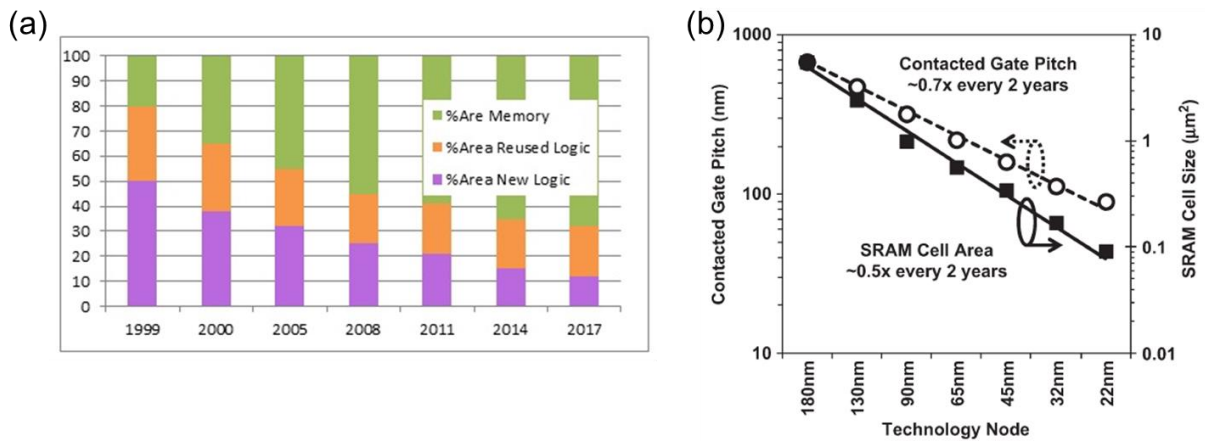 (a)
100
90
80
70
60
50
40
30
20
10
0
%Are Memory
%Area Reused Logic
%Area New Logic
1999 2000 2005 2008 2011 2014 2017
(b)
Contacted Gate Pitch (nm)
1000
100
10
Contacted Gate Pitch
~0.7x every 2 years
SRAM Cell Area
~0.5x every 2 years
10
1
0.1
0.01
SRAM Cell Size (µm²)
180nm 130nm 90nm 65nm 45nm 32nm 22nm
Technology Node